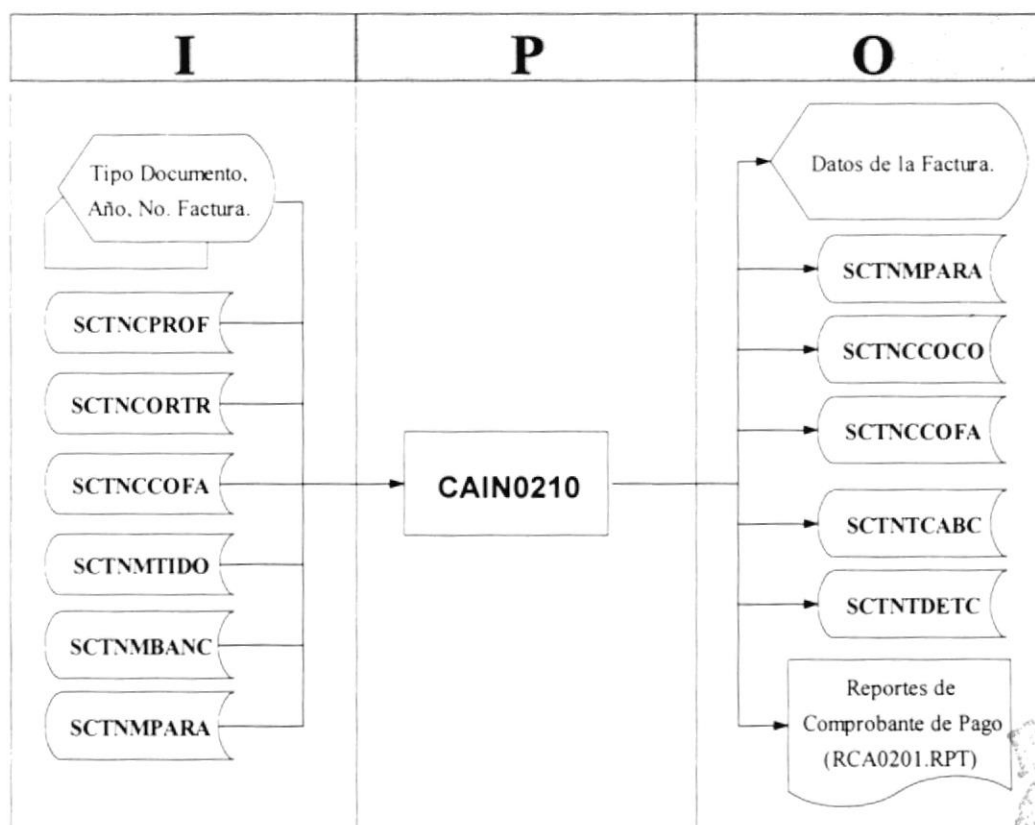 I
P
O
Tipo Documento,
Año, No. Factura.
SCTNCPROF
SCTNCORTR
SCTNCCOFA
SCTNMTIDO
SCTNMBANC
SCTNMPARA
CAIN0210
Datos de la Factura.
SCTNMPARA
SCTNCCOCO
SCTNCCOFA
SCTNTCABC
SCTNTDETC
Reportes de
Comprobante de Pago
(RCA0201.RPT)